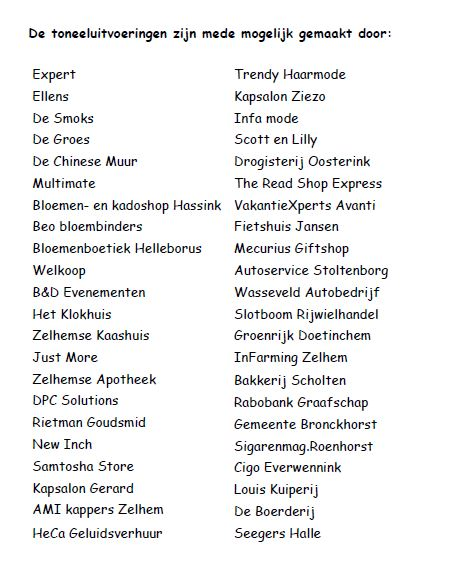 De toneeluitvoeringen zijn mede mogelijk gemaakt door:
Expert
Ellens
De Smoks
De Groes
De Chinese Muur
Multimate
Bloemen- en kadoshop Hassink
Beo bloembinders
Bloemenboetiek Helleborus
Welkoop
B&D Evenementen
Het Klokhuis
Zelhemse Kaashuis
Just More
Zelhemse Apotheek
DPC Solutions
Rietman Goudsmid
New Inch
Samtosha Store
Kapsalon Gerard
AMI kappers Zelhem
HeCa Geluidsverhuur
Trendy Haarmode
Kapsalon Ziezo
Infa mode
Scott en Lilly
Drogisterij Oosterink
The Read Shop Express
VakantieXperts Avanti
Fietshuis Jansen
Mecurius Giftshop
Autoservice Stoltenborg
Wasseveld Autobedrijf
Slotboom Rijwielhandel
Groenrijk Doetinchem
InFarming Zelhem
Bakkerij Scholten
Rabobank Graafschap
Gemeente Bronckhorst
Sigarenmag.Roenhorst
Cigo Everwennink
Louis Kuiperij
De Boerderij
Seegers Halle